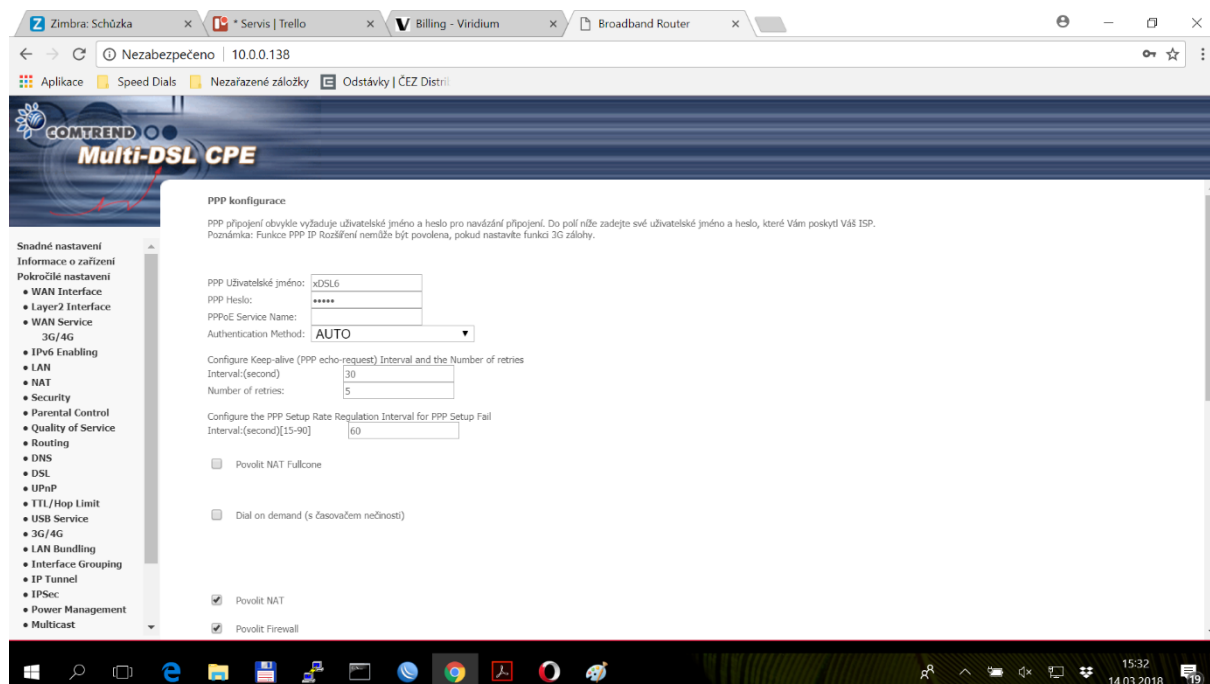 Zimbra: Schůzka
* Servis | Trello
Billing - Viridium
Broadband Router
Nezabezpečeno | 10.0.0.138
Aplikace Speed Dials Nezařazené záložky Odstávky | ČEZ Distri
COMTREND
Multi-DSL CPE
Snadné nastavení
Informace o zařízení
Pokročilé nastavení
WAN Interface
Layer2 Interface
WAN Service
3G/4G
IPv6 Enabling
LAN
NAT
Security
Parental Control
Quality of Service
Routing
DNS
DSL
UPnP
TTL/Hop Limit
USB Service
3G/4G
LAN Bundling
Interface Grouping
IP Tunnel
IPSec
Power Management
Multicast
PPP konfigurace
PPP připojení obvykle vyžaduje uživatelské jméno a heslo pro navázání připojení. Do polí níže zadejte své uživatelské jméno a heslo, které Vám poskytl Váš ISP.
Poznámka: Funkce PPP IP Rozšíření nemůže být povolena, pokud nastavíte funkci 3G zálohy.
PPP Uživatelské jméno: xDSL6
PPP Heslo: •••••
PPPoE Service Name:
Authentication Method: AUTO
Configure Keep-alive (PPP echo-request) Interval and the Number of retries
Interval:(second) 30
Number of retries: 5
Configure the PPP Setup Rate Regulation Interval for PPP Setup Fail
Interval:(second)[15-90] 60
Povolit NAT Fullcone
Dial on demand (s časovačem nečinosti)
Povolit NAT
Povolit Firewall
15:32
14.03.2018
19